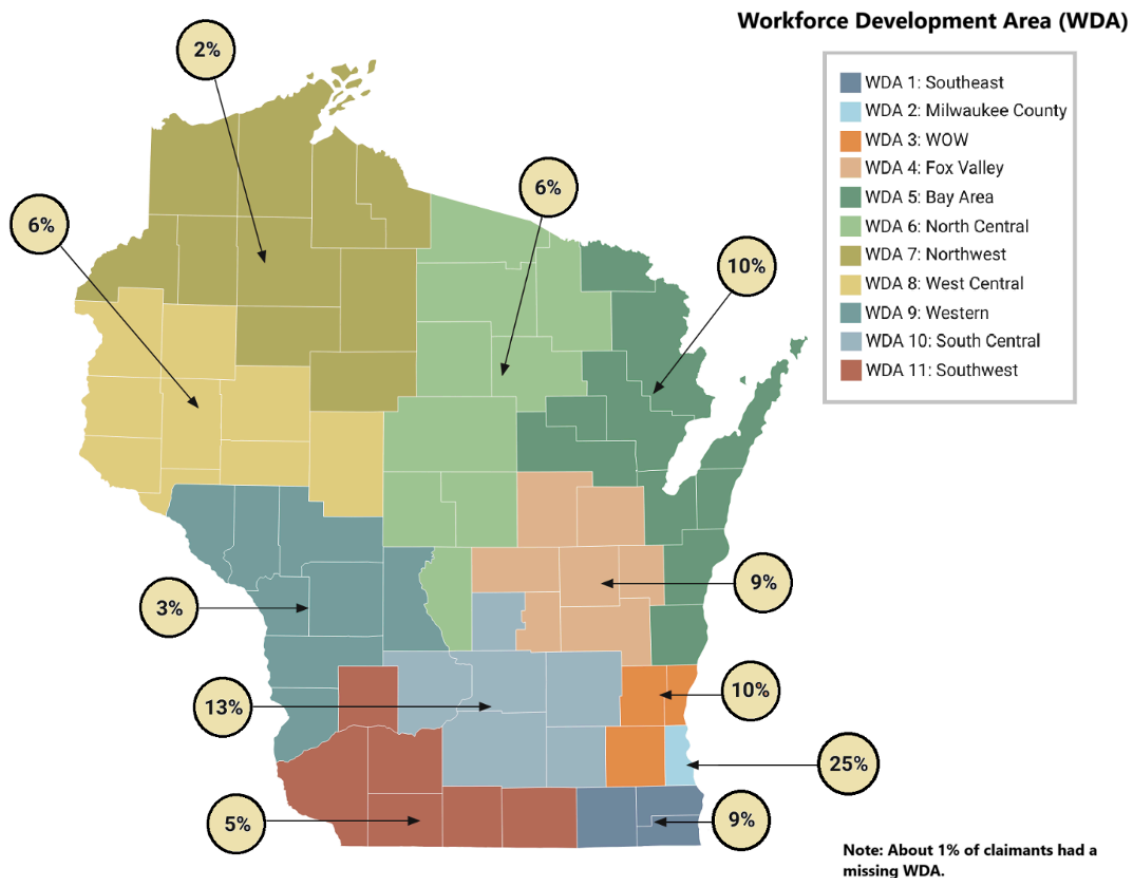 Workforce Development Area (WDA)
WDA 1: Southeast
WDA 2: Milwaukee County
WDA 3: WOW
WDA 4: Fox Valley
WDA 5: Bay Area
WDA 6: North Central
WDA 7: Northwest
WDA 8: West Central
WDA 9: Western
WDA 10: South Central
WDA 11: Southwest
2%
6%
6%
10%
9%
3%
10%
13%
25%
5%
9%
Note: About 1% of claimants had a
missing WDA.